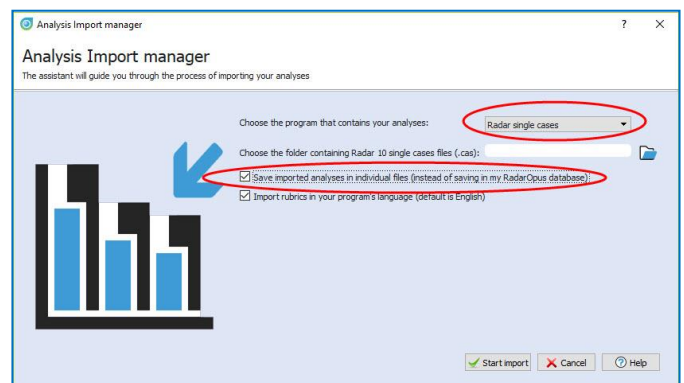 Analysis Import manager
Analysis Import manager
The assistant will guide you through the process of importing your analyses
Choose the program that contains your analyses: Radar single cases
Choose the folder containing Radar 10 single cases files (.cas):
Save imported analyses in individual files (instead of saving in my RadarOpus database)
Import rubrics in your program's language (default is English)
Start import Cancel ? Help